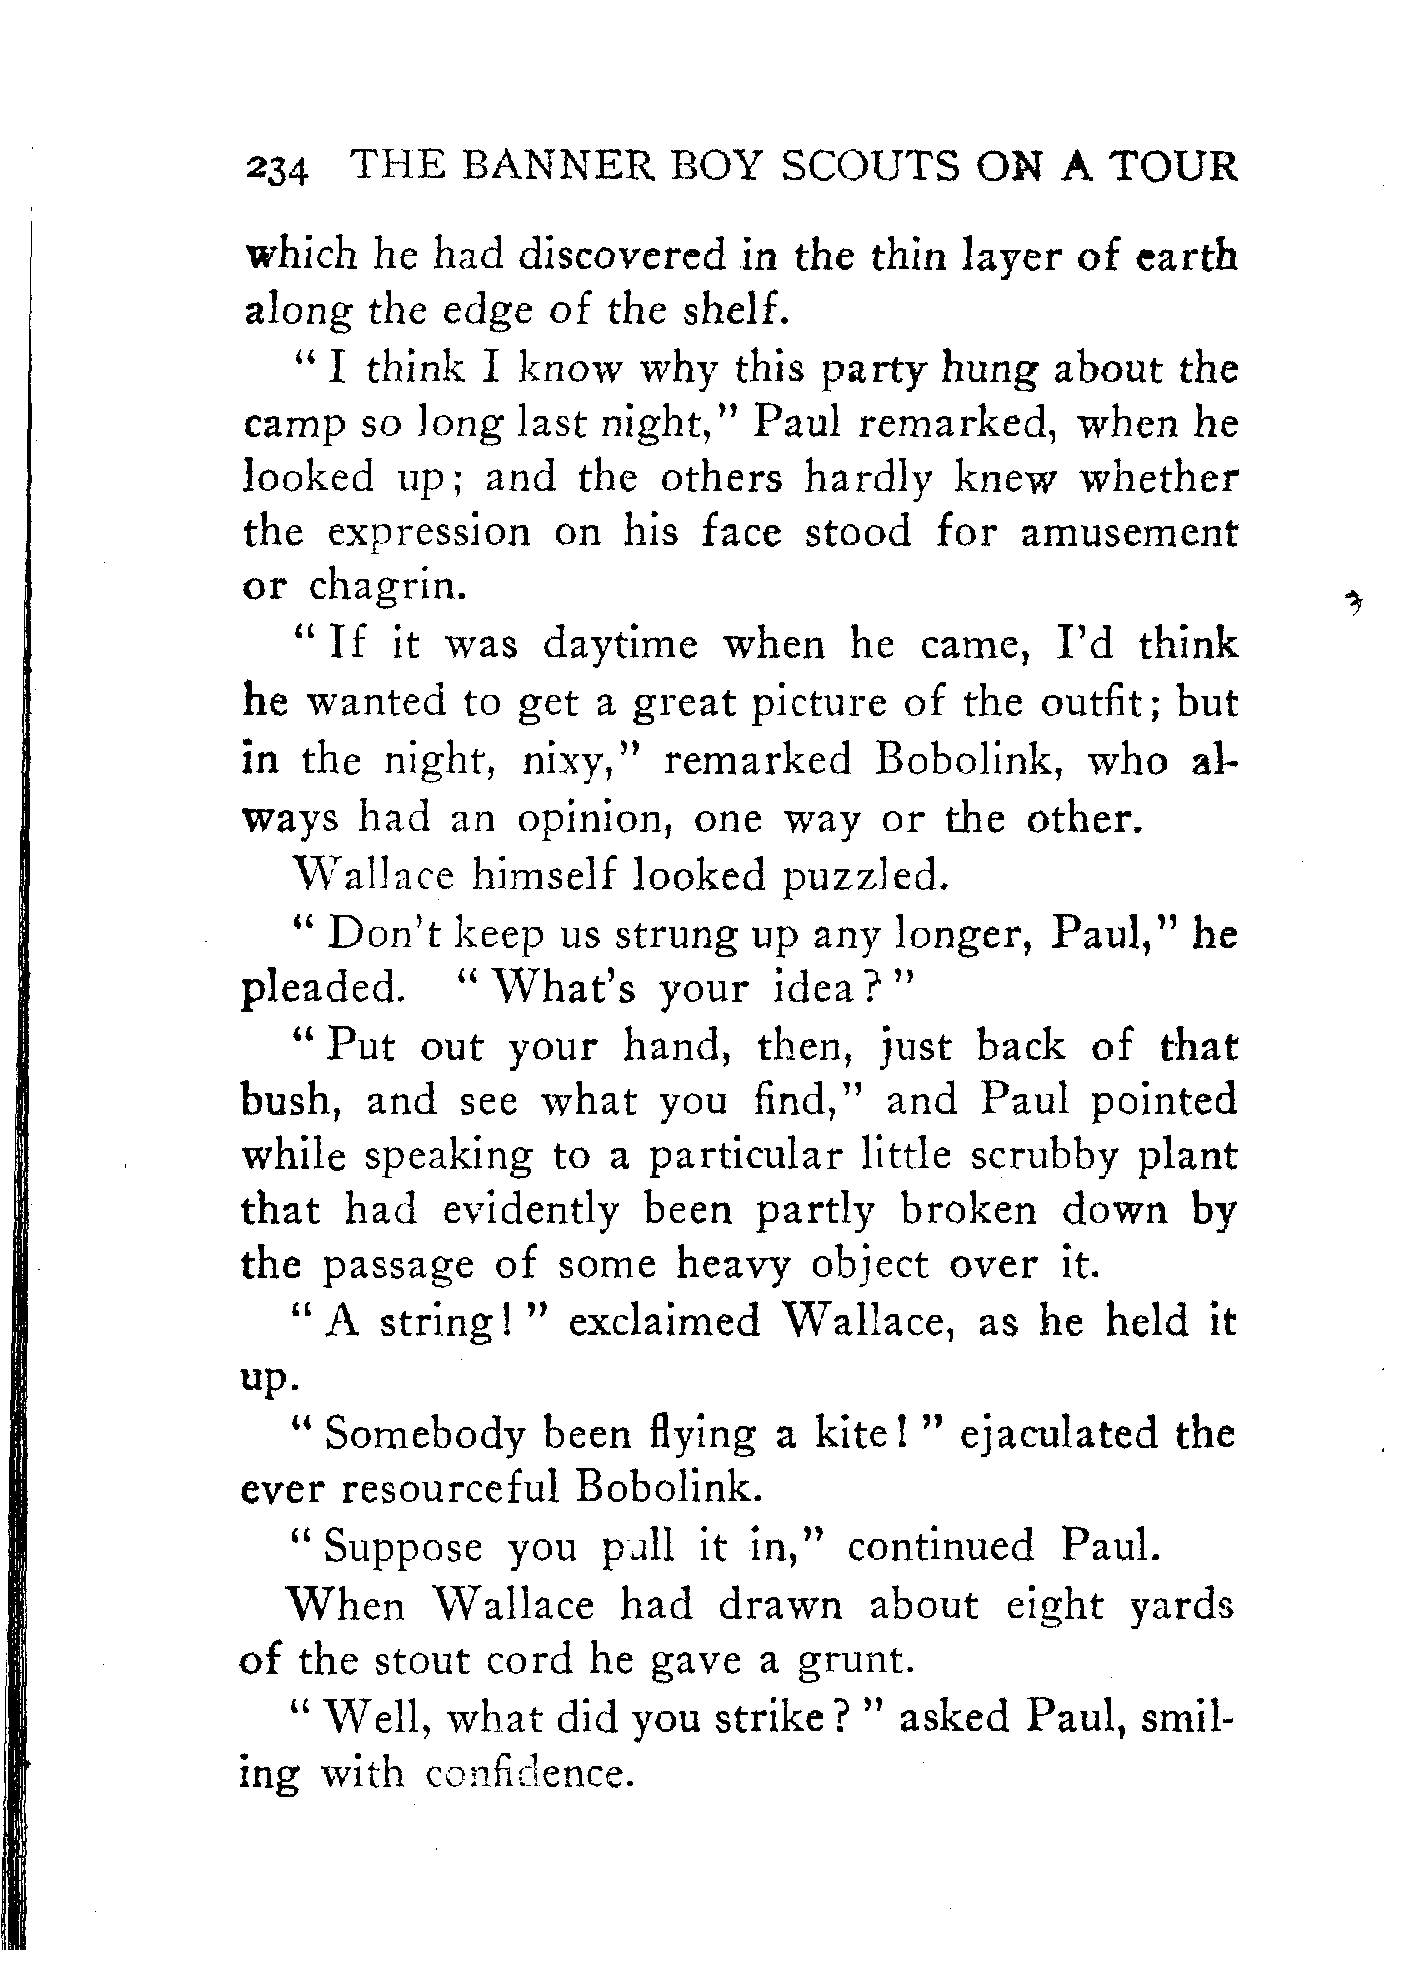 234 THE BANNER BOY SCOUTS ON A TOUR
which he had discovered in the thin layer of earth
along the edge of the shelf.
" I think I know why this party hung about the
camp so long last night," Paul remarked, when he
looked up; and the others hardly knew whether
the expression on his face stood for amusement
or chagrin.
" If it was daytime when he came, I'd think
he wanted to get a great picture of the outfit; but
in the night, nixy," remarked Bobolink, who al-
ways had an opinion, one way or the other.
Wallace himself looked puzzled.
" Don't keep us strung up any longer, Paul," he
pleaded. " What's your idea? "
" Put out your hand, then, just back of that
bush, and see what you find," and Paul pointed
while speaking to a particular little scrubby plant
that had evidently been partly broken down by
the passage of some heavy object over it.
" A string! " exclaimed Wallace, as he held it
up.
" Somebody been flying a kite! " ejaculated the
ever resourceful Bobolink.
" Suppose you pull it in," continued Paul.
When Wallace had drawn about eight yards
of the stout cord he gave a grunt.
" Well, what did you strike? " asked Paul, smil-
ing with confidence.